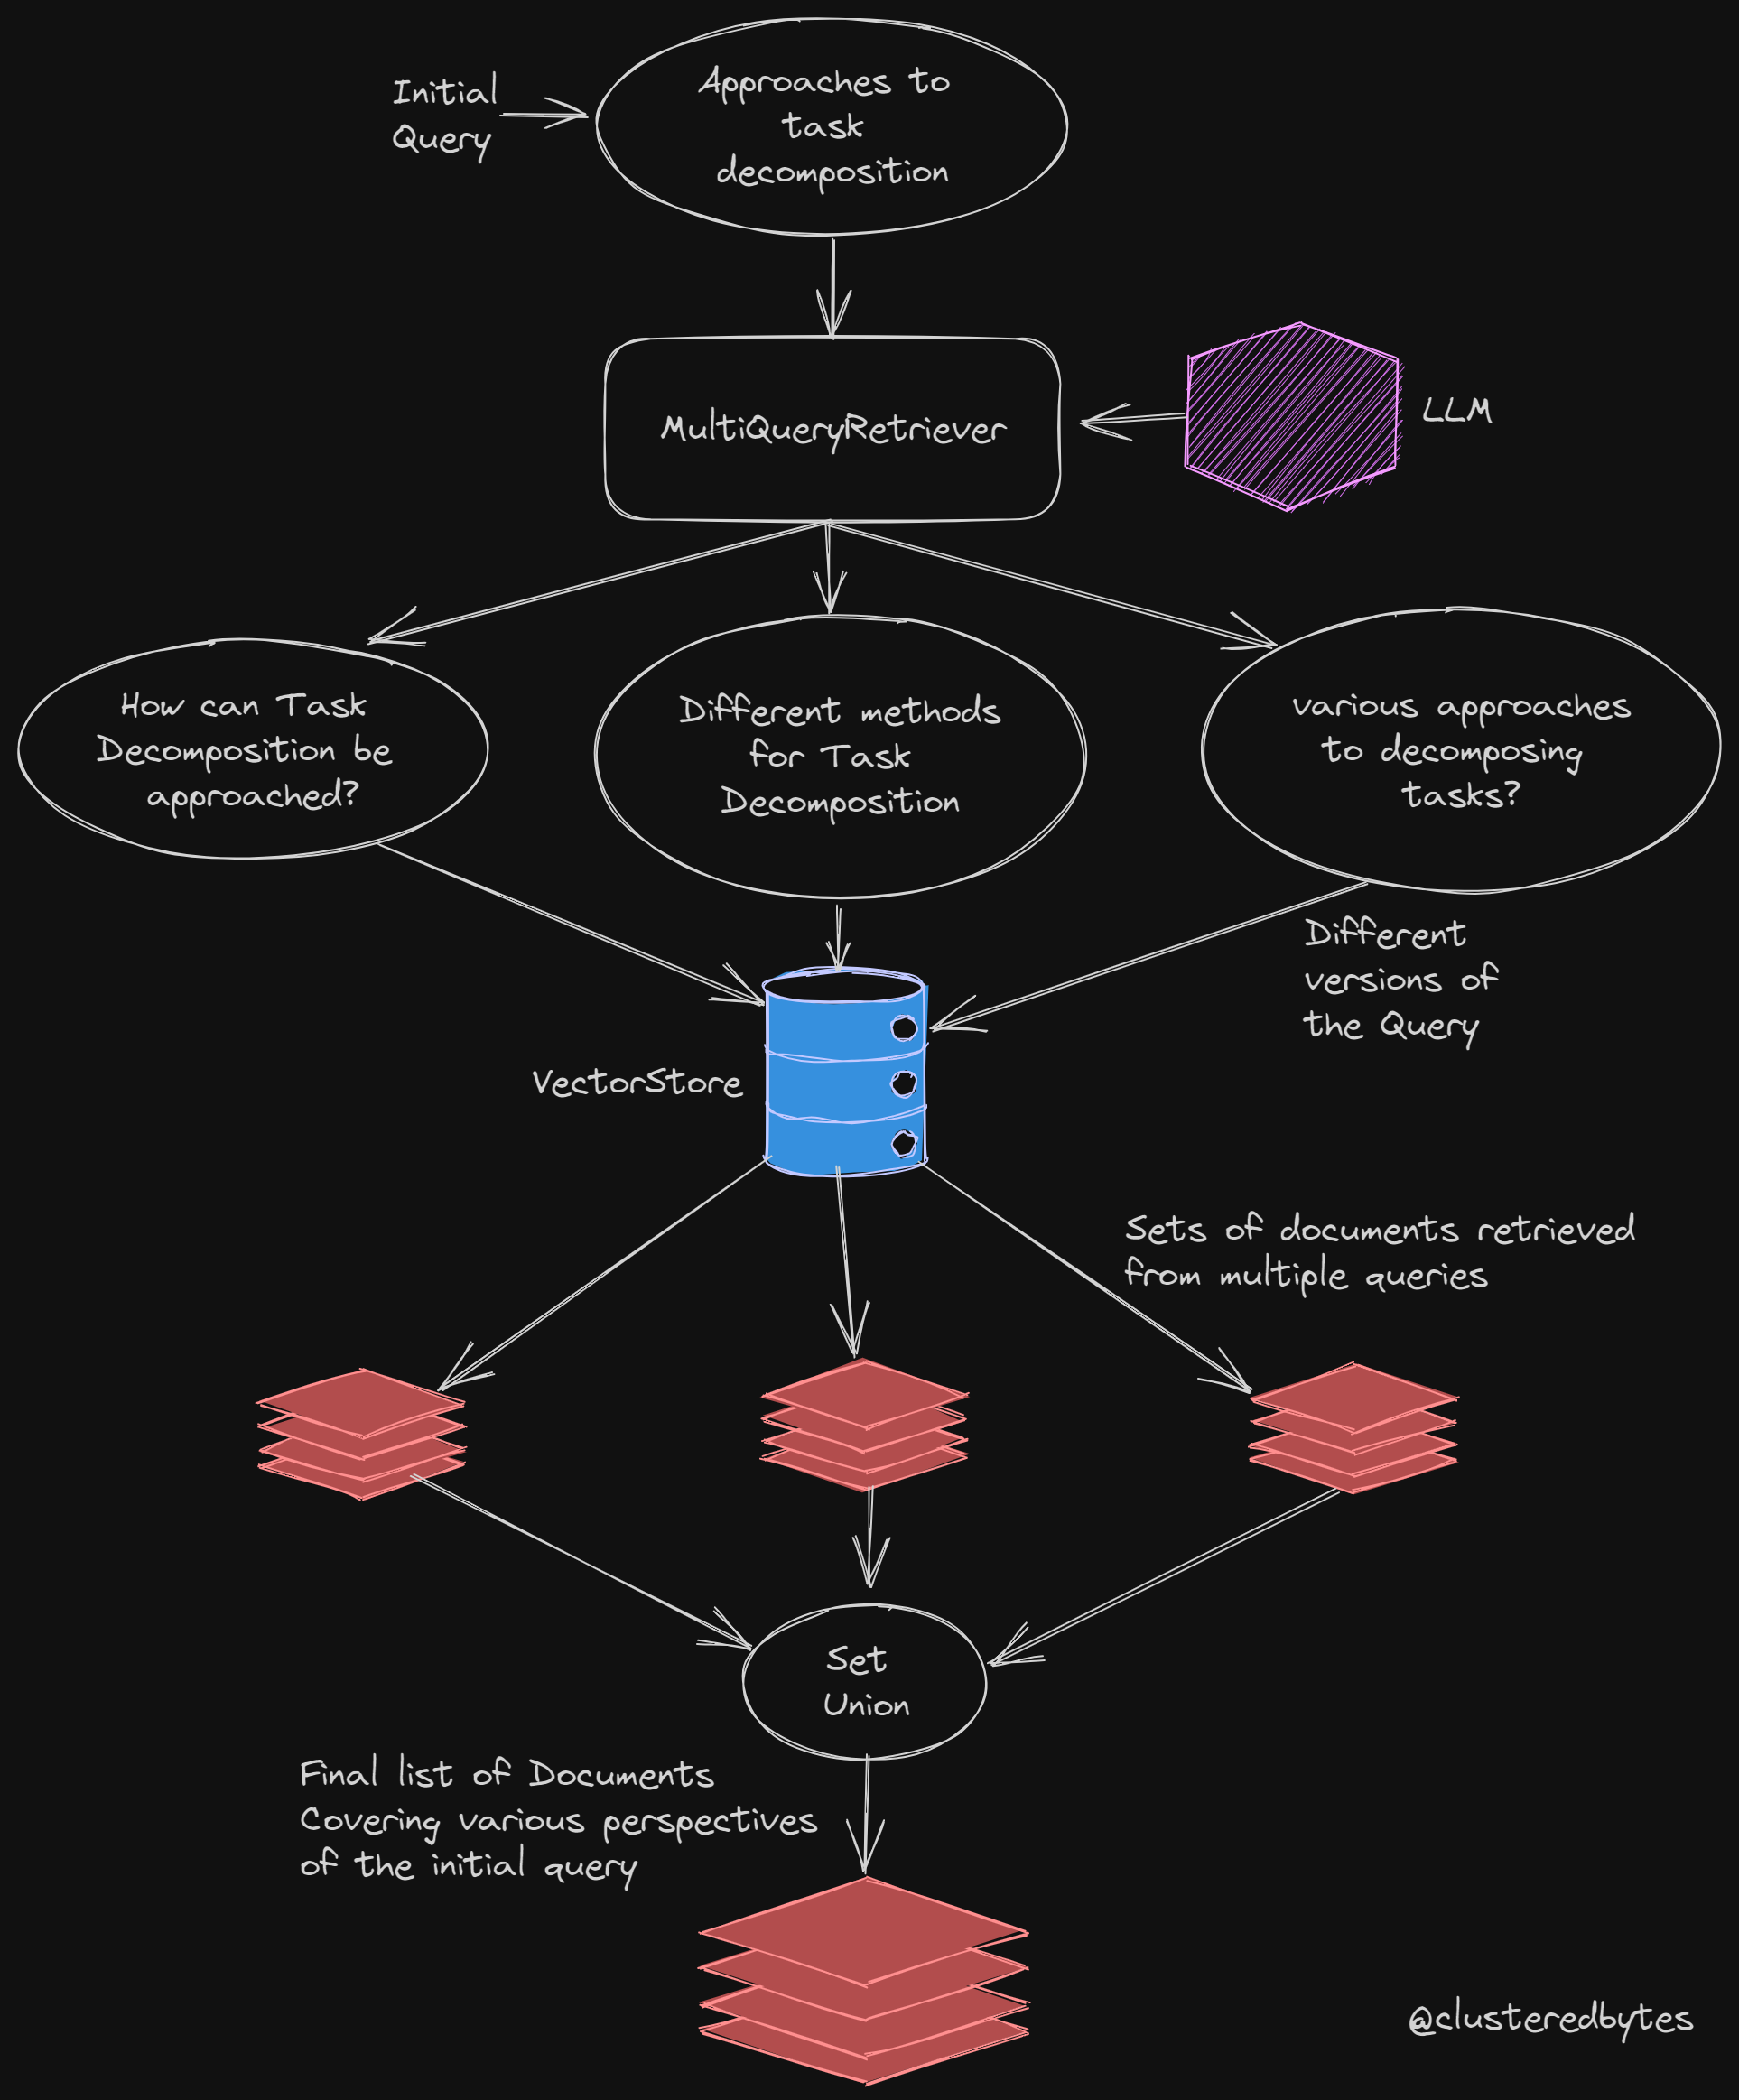 Initial
Query
Approaches to
task
decomposition
MultiQueryRetriever
LLM
How can Task
Decomposition be
approached?
Different methods
for Task
Decomposition
various approaches
to decomposing
tasks?
Different
versions of
the Query
VectorStore
Sets of documents retrieved
from multiple queries
Set
Union
Final list of Documents
Covering various perspectives
of the initial query
@clusteredbytes